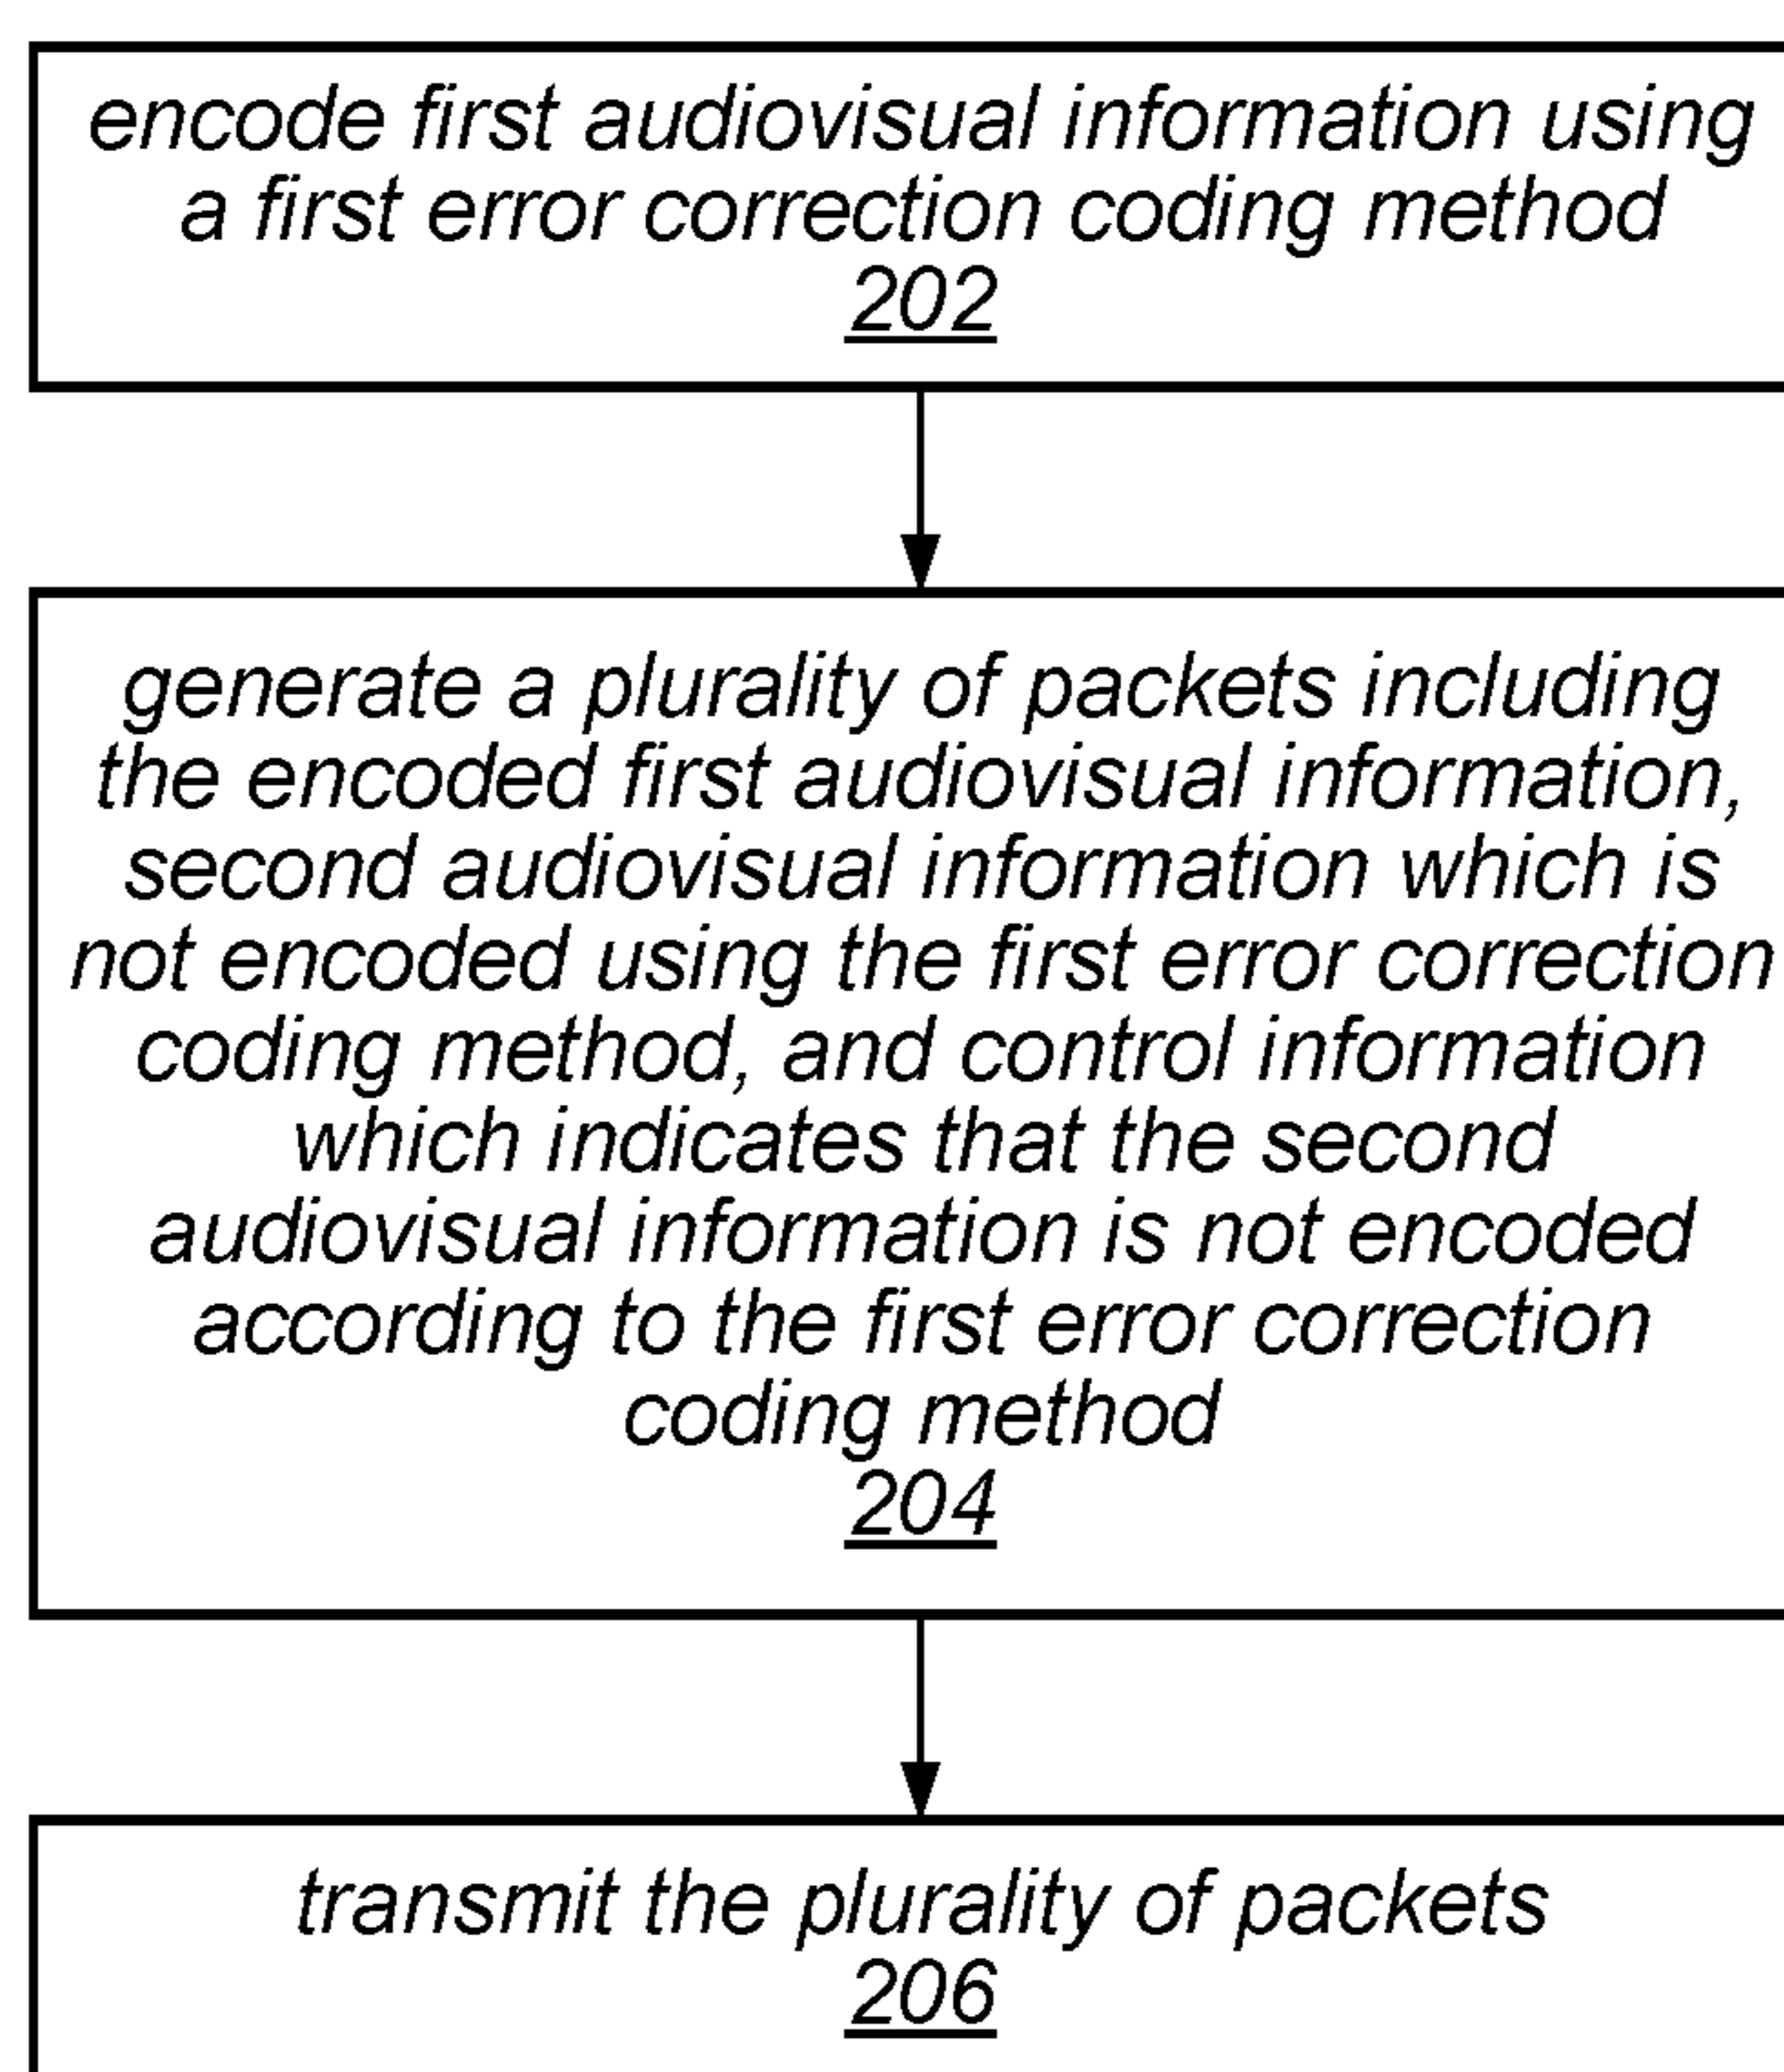 encode first audiovisual information using
a first error correction coding method
202
generate a plurality of packets including
the encoded first audiovisual information,
second audiovisual information which is
not encoded using the first error correction
coding method, and control information
which indicates that the second
audiovisual information is not encoded
according to the first error correction
coding method
204
transmit the plurality of packets
206